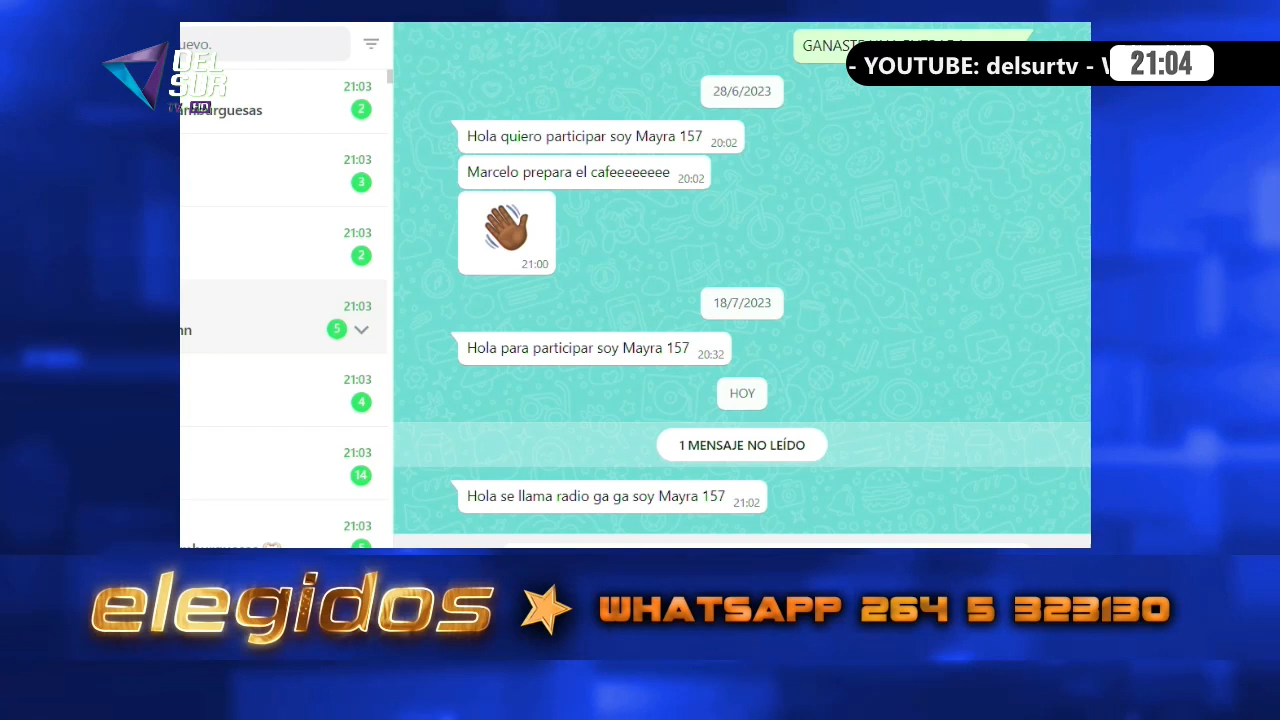 DEL
SUR
TV HD
uevo.
GANASTE
- YOUTUBE: delsurtv -
21:04
21:03
amburguesas
2
21:03
3
21:03
2
21:03
nn
5
21:03
4
21:03
14
21:03
28/6/2023
Hola quiero participar soy Mayra 157
20:02
Marcelo prepara el cafeeeeeeee
20:02
21:00
18/7/2023
Hola para participar soy Mayra 157
20:32
HOY
1 MENSAJE NO LEÍDO
Hola se llama radio ga ga soy Mayra 157
21:02
elegidos
WHATSAPP 264 5 323130